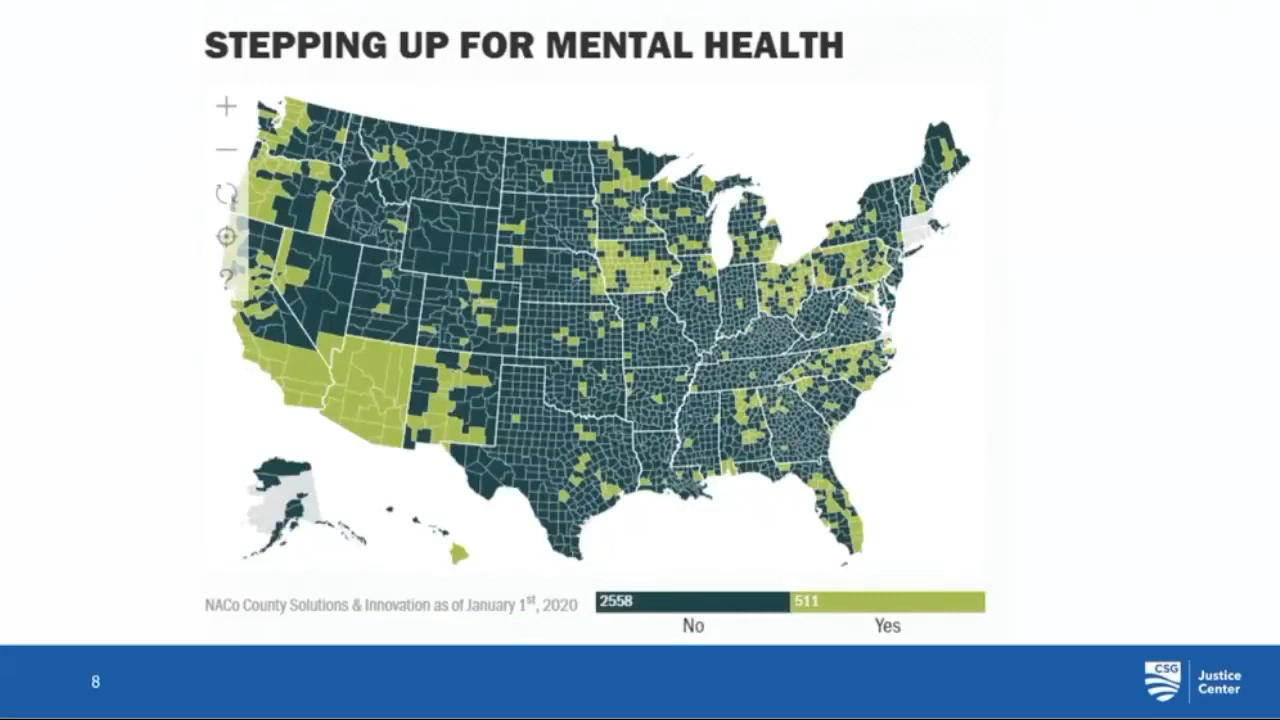 STEPPING UP FOR MENTAL HEALTH
+
−
?
NACo County Solutions & Innovation as of January 1st, 2020
2558
511
No
Yes
8
CSG
Justice
Center